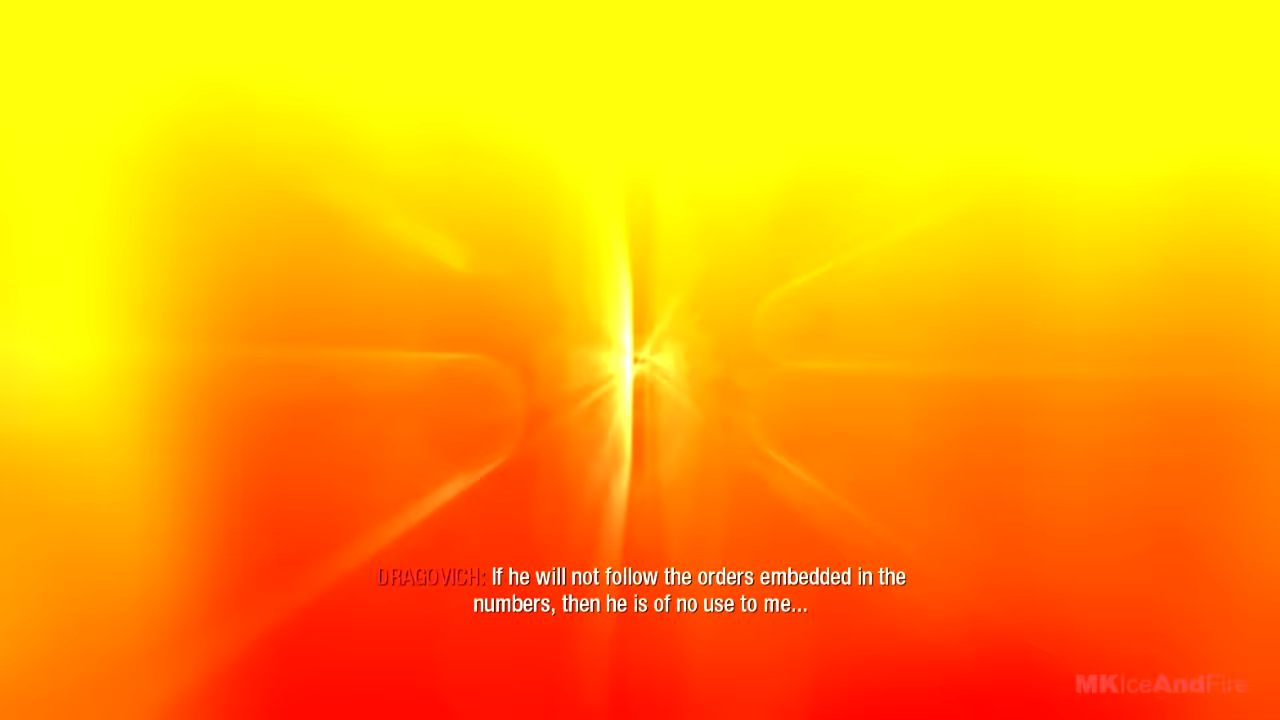 DRAGOVICH: If he will not follow the orders embedded in the
numbers, then he is of no use to me...
MKIceAndFire